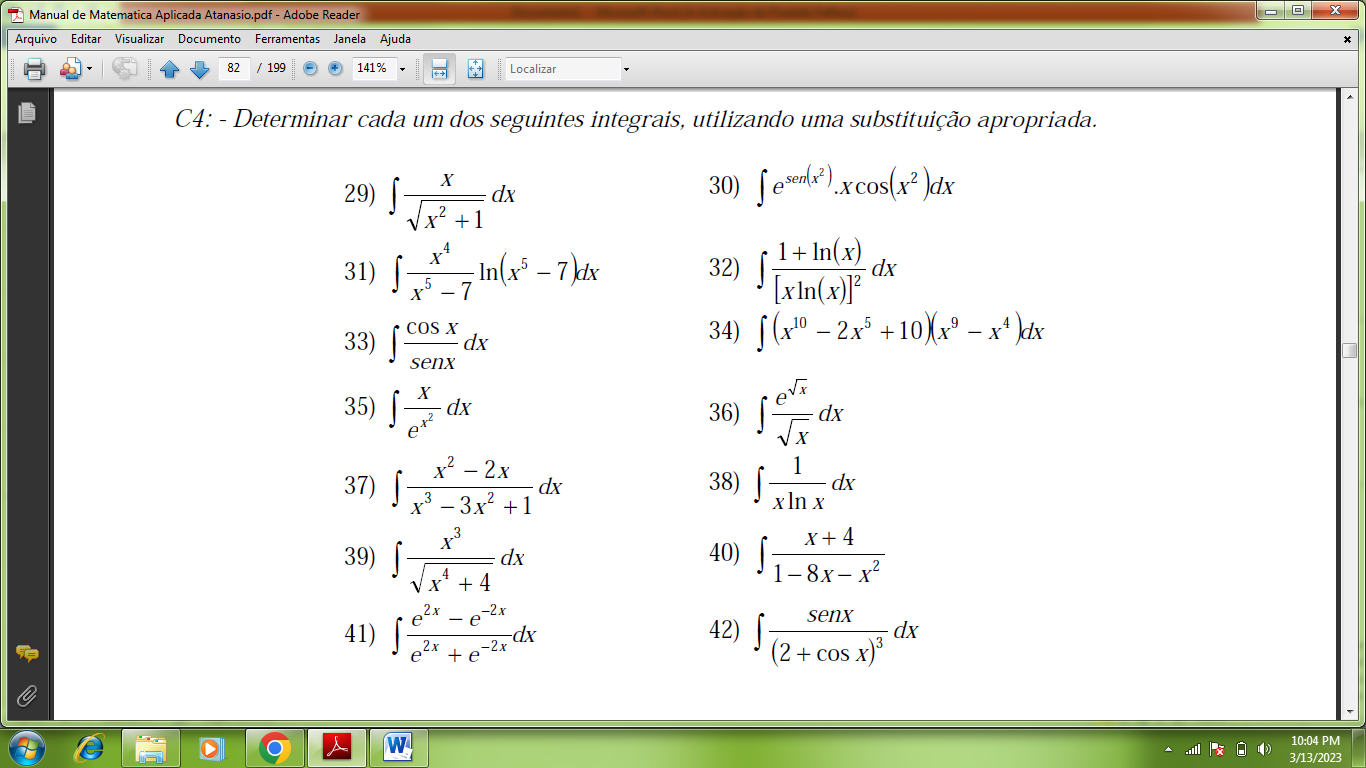 Manual de Matematica Aplicada Atanasio.pdf - Adobe Reader
Arquivo Editar Visualizar Documento Ferramentas Janela Ajuda
82 / 199 141% Localizar
C4: - Determinar cada um dos seguintes integrais, utilizando uma substituição apropriada.
29) ∫ x / √(x² + 1) dx 30) ∫ e^(sen(x²)) .x cos(x²)dx
31) ∫ x⁴ / (x⁵ − 7) ln(x⁵ − 7)dx 32) ∫ (1 + ln(x)) / [x ln(x)]² dx
33) ∫ cos x / senx dx 34) ∫ (x¹⁰ − 2x⁵ + 10)(x⁹ − x⁴)dx
35) ∫ x / e^(x²) dx 36) ∫ e^(√x) / √x dx
37) ∫ (x² − 2x) / (x³ − 3x² + 1) dx 38) ∫ 1 / (x ln x) dx
39) ∫ x³ / √(x⁴ + 4) dx 40) ∫ (x + 4) / (1 − 8x − x²)
41) ∫ (e^(2x) − e^(−2x)) / (e^(2x) + e^(−2x)) dx 42) ∫ senx / (2 + cos x)³ dx
10:04 PM
3/13/2023